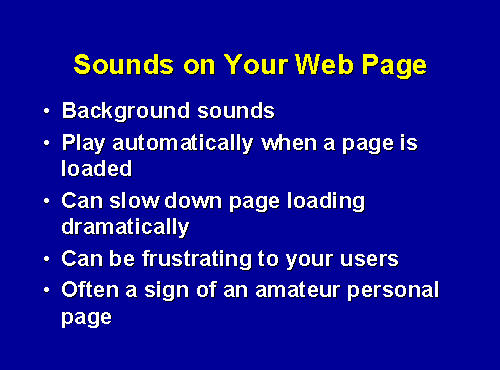 Sounds on Your Web Page
• Background sounds
• Play automatically when a page is
loaded
• Can slow down page loading
dramatically
• Can be frustrating to your users
• Often a sign of an amateur personal
page